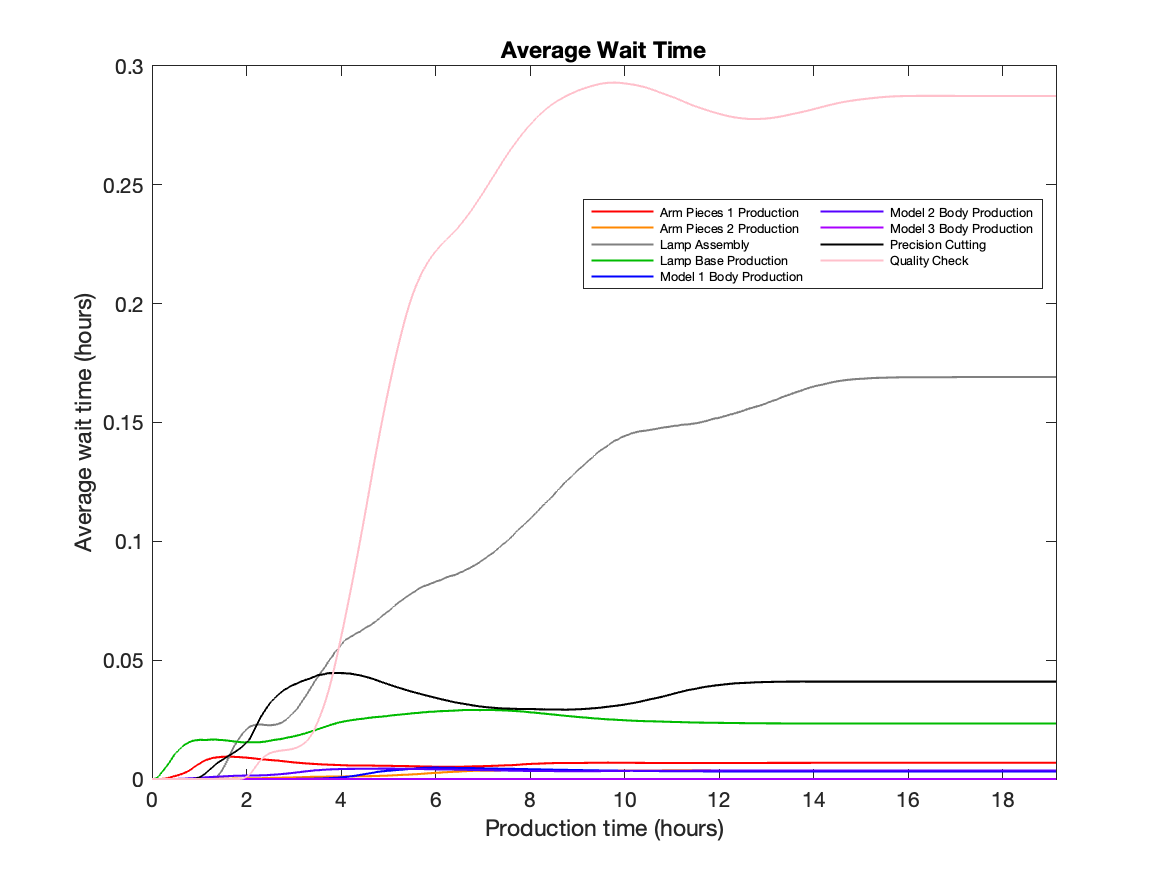 Average Wait Time
0.3
0.25
0.2
0.15
0.1
0.05
0
Average wait time (hours)
Arm Pieces 1 Production
Arm Pieces 2 Production
Lamp Assembly
Lamp Base Production
Model 1 Body Production
Model 2 Body Production
Model 3 Body Production
Precision Cutting
Quality Check
0 2 4 6 8 10 12 14 16 18
Production time (hours)